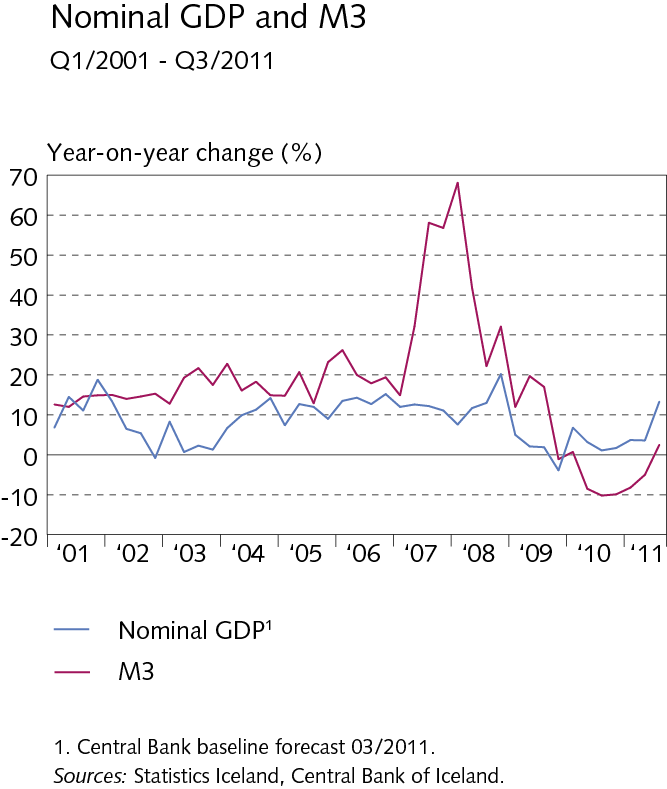 Nominal GDP and M3
Q1/2001 - Q3/2011
Year-on-year change (%)
70
60
50
40
30
20
10
0
-10
-20
‘01 ‘02 ‘03 ‘04 ‘05 ‘06 ‘07 ‘08 ‘09 ‘10 ‘11
Nominal GDP¹
M3
1. Central Bank baseline forecast 03/2011.
Sources: Statistics Iceland, Central Bank of Iceland.